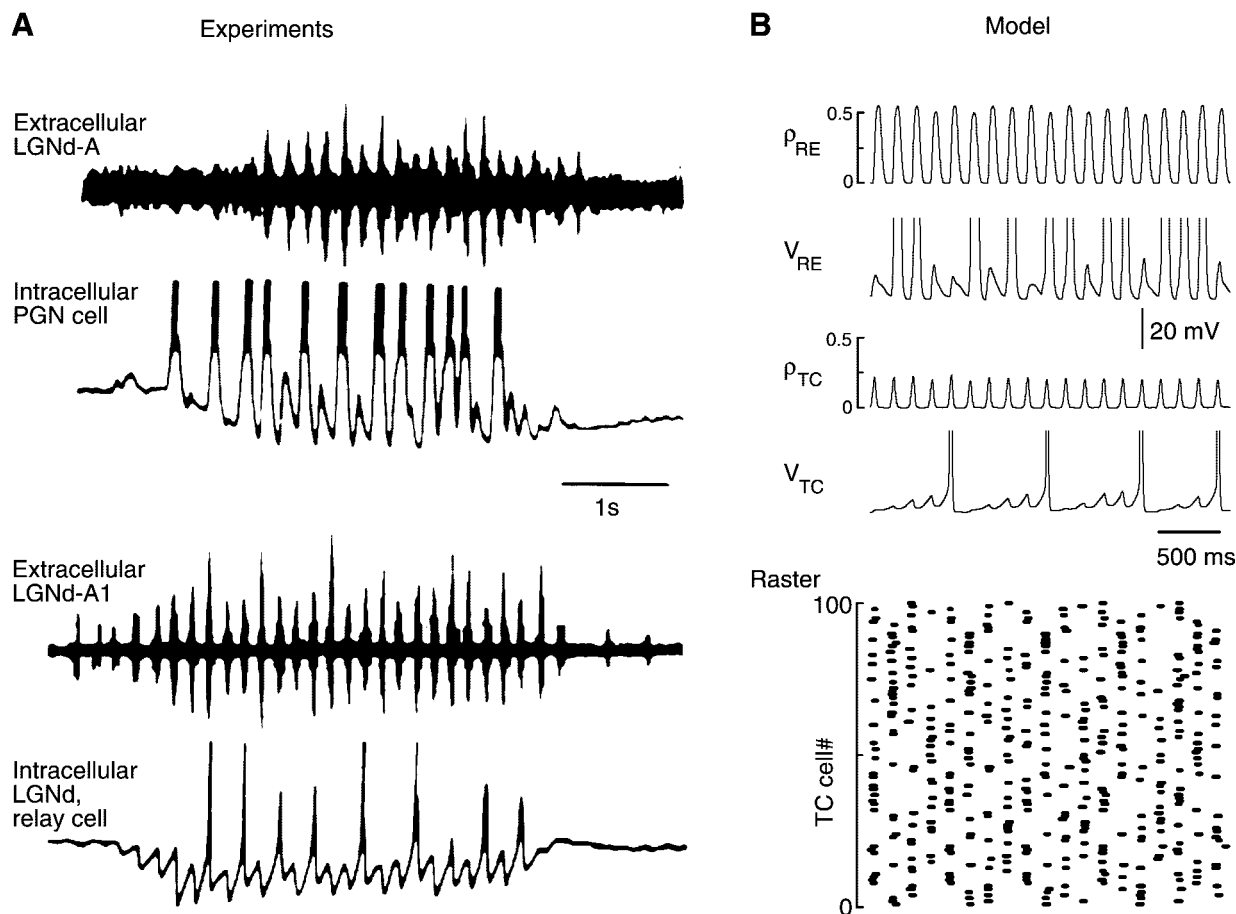 A
Experiments
Extracellular
LGNd-A
Intracellular
PGN cell
1s
Extracellular
LGNd-A1
Intracellular
LGNd,
relay cell
B
Model
0.5
ρRE
0
VRE
20 mV
0.5
ρTC
0
VTC
500 ms
Raster
100
TC cell#
0